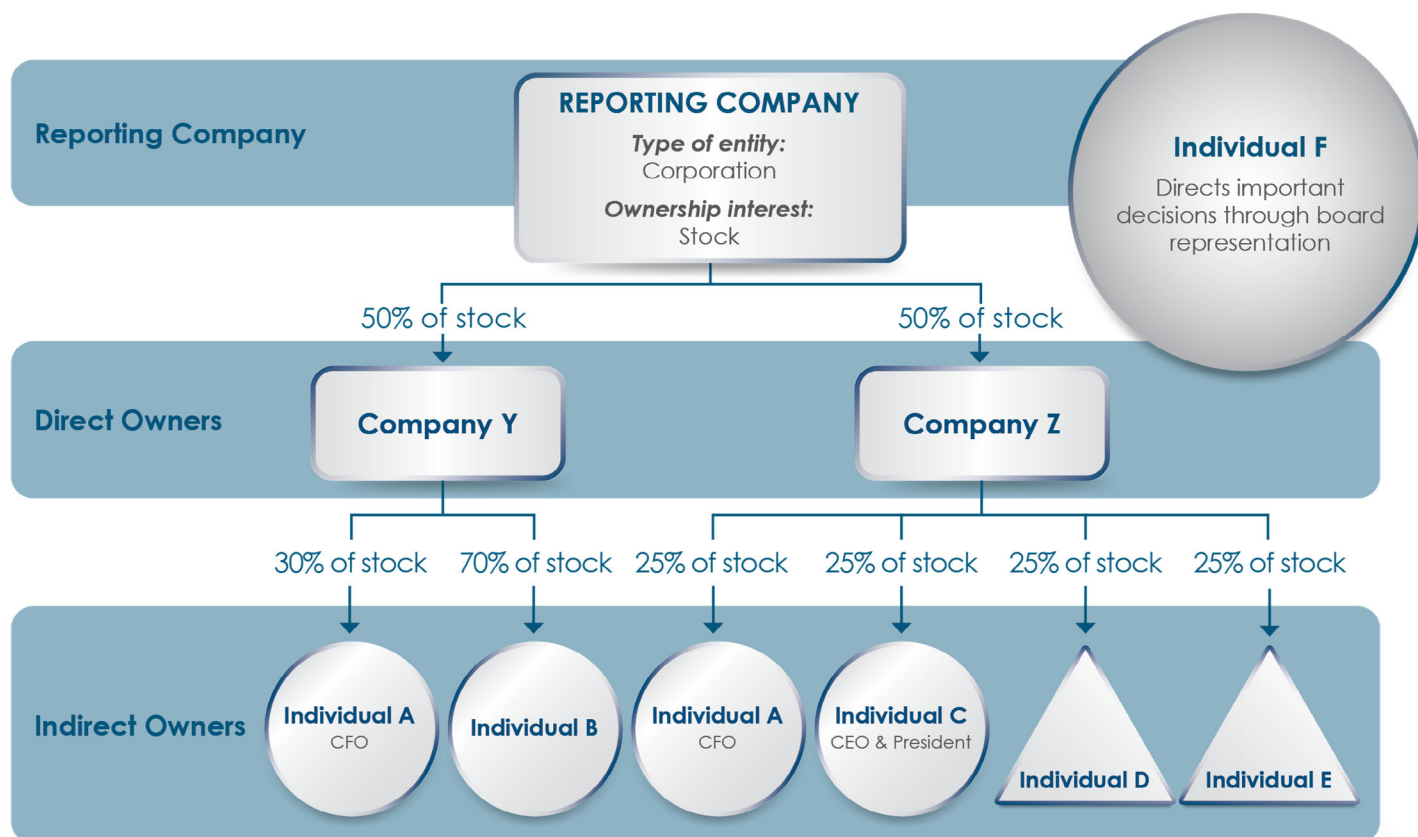 Reporting Company
REPORTING COMPANY
Type of entity:
Corporation
Ownership interest:
Stock
Individual F
Directs important
decisions through board
representation
50% of stock
50% of stock
Direct Owners
Company Y
Company Z
30% of stock
70% of stock
25% of stock
25% of stock
25% of stock
25% of stock
Indirect Owners
Individual A
CFO
Individual B
Individual A
CFO
Individual C
CEO & President
Individual D
Individual E